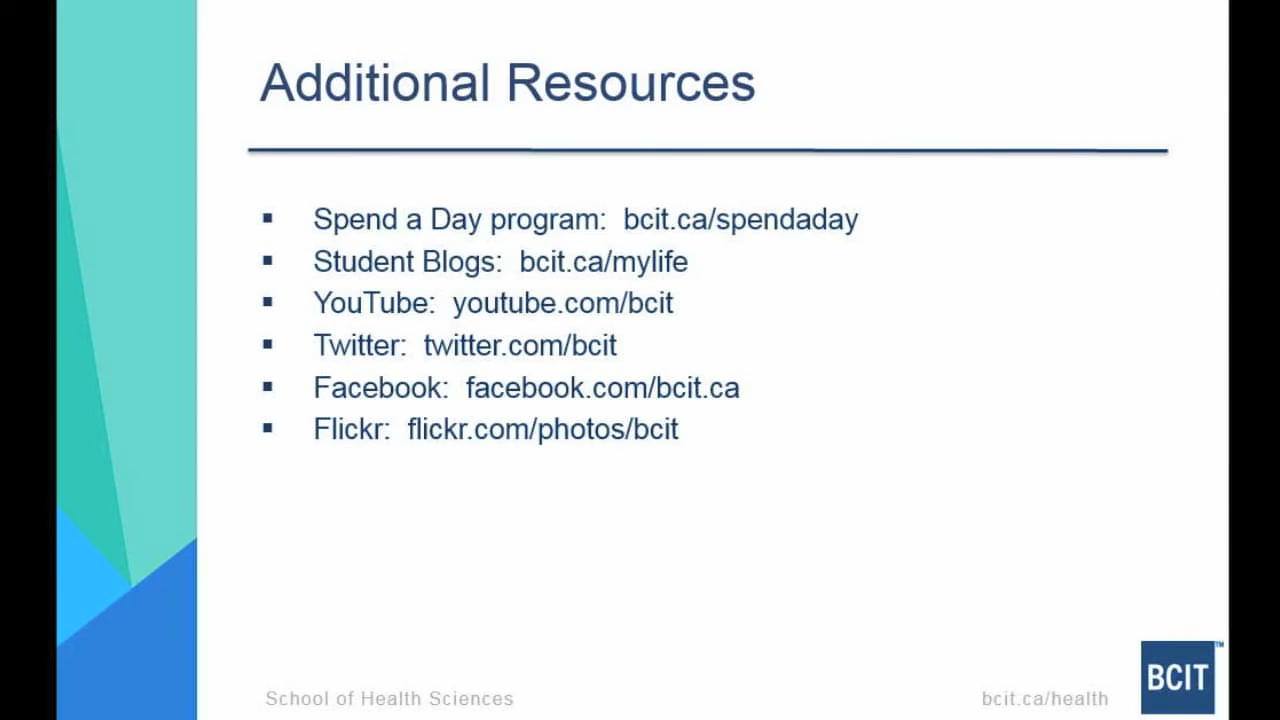 Additional Resources
▪ Spend a Day program: bcit.ca/spendaday
▪ Student Blogs: bcit.ca/mylife
▪ YouTube: youtube.com/bcit
▪ Twitter: twitter.com/bcit
▪ Facebook: facebook.com/bcit.ca
▪ Flickr: flickr.com/photos/bcit
School of Health Sciences
bcit.ca/health
BCIT™